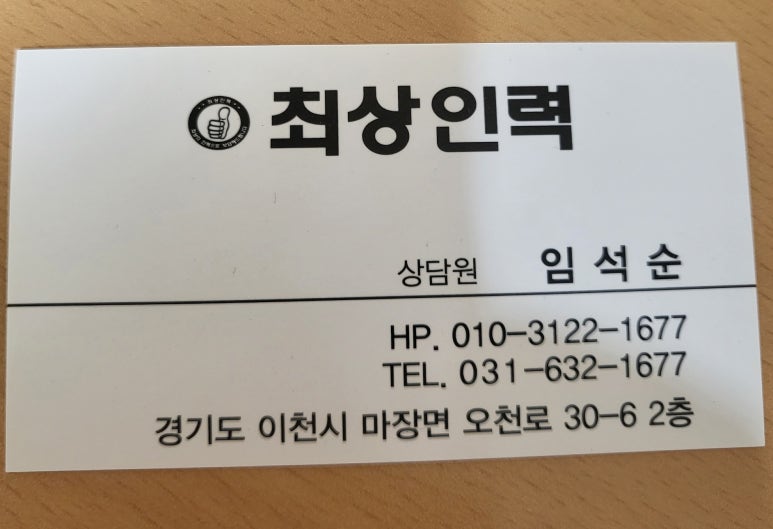 최상인력
상담원 임석순
HP. 010-3122-1677
TEL. 031-632-1677
경기도 이천시 마장면 오천로 30-6 2층